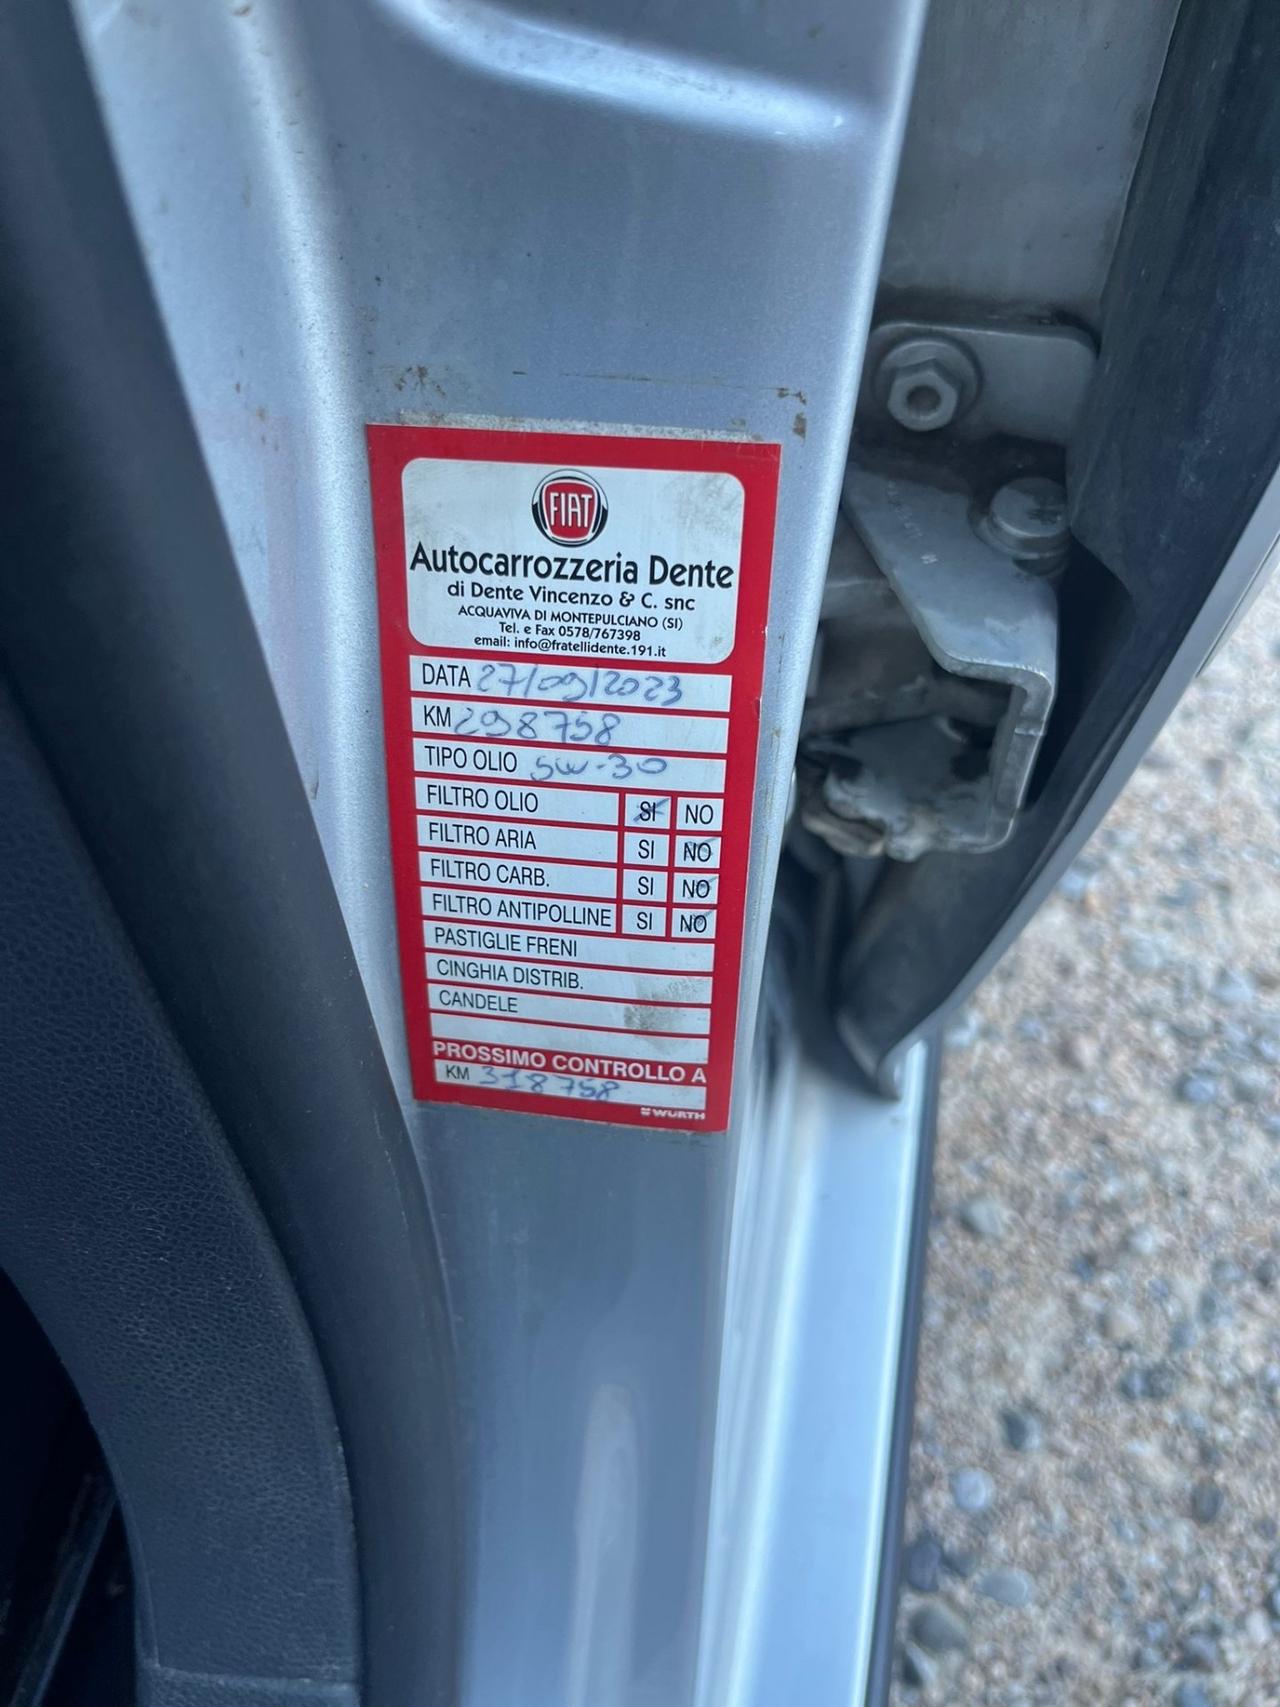 FIAT
Autocarrozzeria Dente
di Dente Vincenzo & C. snc
ACQUAVIVA DI MONTEPULCIANO (SI)
Tel. e Fax 0578/767398
email: info@fratellidente.191.it
DATA 27/09/2023
KM 298758
TIPO OLIO 5W-30
FILTRO OLIO SI NO
FILTRO ARIA SI NO
FILTRO CARB. SI NO
FILTRO ANTIPOLLINE SI NO
PASTIGLIE FRENI
CINGHIA DISTRIB.
CANDELE
PROSSIMO CONTROLLO A
KM 318758
WÜRTH